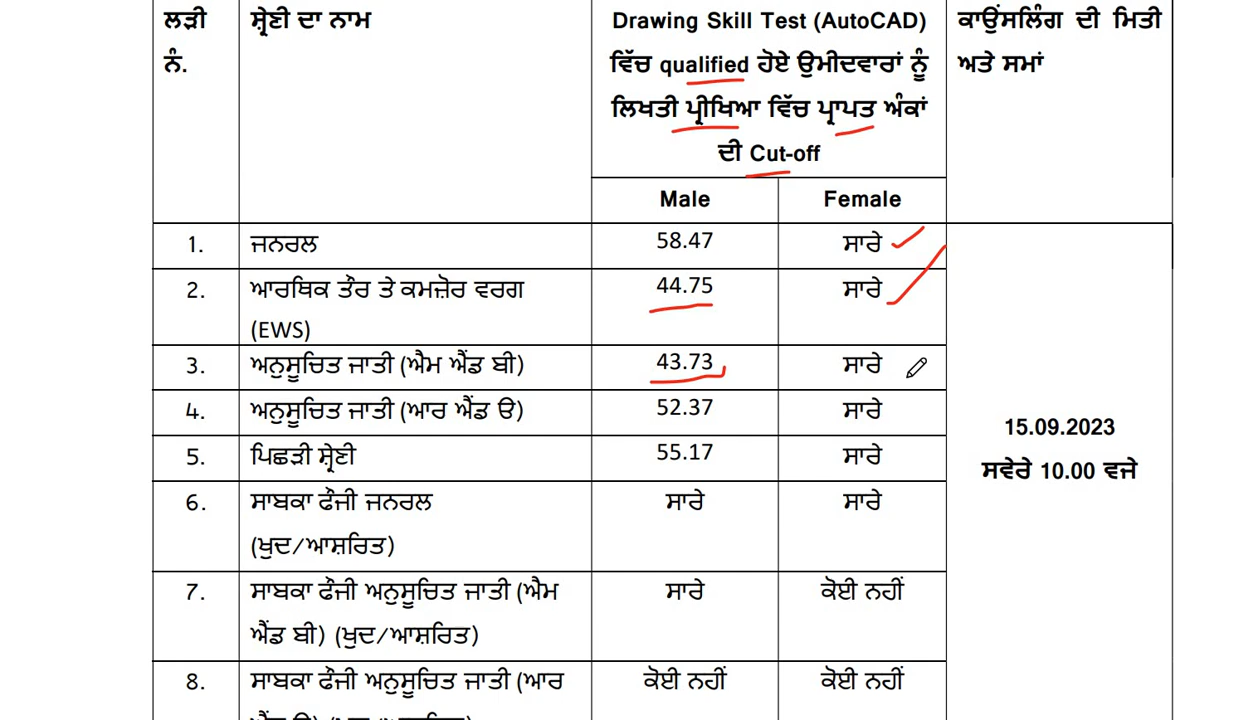 ਲੜੀ ਨੰ.
ਸ਼੍ਰੇਣੀ ਦਾ ਨਾਮ
Drawing Skill Test (AutoCAD)
ਵਿੱਚ qualified ਹੋਏ ਉਮੀਦਵਾਰਾਂ ਨੂੰ
ਲਿਖਤੀ ਪ੍ਰੀਖਿਆ ਵਿੱਚ ਪ੍ਰਾਪਤ ਅੰਕਾਂ
ਦੀ Cut-off
ਕਾਉਂਸਲਿੰਗ ਦੀ ਮਿਤੀ
ਅਤੇ ਸਮਾਂ
Male Female
1. ਜਨਰਲ 58.47 ਸਾਰੇ
2. ਆਰਥਿਕ ਤੌਰ ਤੇ ਕਮਜ਼ੋਰ ਵਰਗ 44.75 ਸਾਰੇ
(EWS)
3. ਅਨੁਸੂਚਿਤ ਜਾਤੀ (ਐਮ ਐਂਡ ਬੀ) 43.73 ਸਾਰੇ
4. ਅਨੁਸੂਚਿਤ ਜਾਤੀ (ਆਰ ਐਂਡ ੳ) 52.37 ਸਾਰੇ
5. ਪਿਛੜੀ ਸ਼੍ਰੇਣੀ 55.17 ਸਾਰੇ
6. ਸਾਬਕਾ ਫੌਜੀ ਜਨਰਲ ਸਾਰੇ ਸਾਰੇ
(ਖੁਦ/ਆਸ਼ਰਿਤ)
7. ਸਾਬਕਾ ਫੌਜੀ ਅਨੁਸੂਚਿਤ ਜਾਤੀ (ਐਮ ਸਾਰੇ ਕੋਈ ਨਹੀਂ
ਐਂਡ ਬੀ) (ਖੁਦ/ਆਸ਼ਰਿਤ)
8. ਸਾਬਕਾ ਫੌਜੀ ਅਨੁਸੂਚਿਤ ਜਾਤੀ (ਆਰ ਕੋਈ ਨਹੀਂ ਕੋਈ ਨਹੀਂ
15.09.2023
ਸਵੇਰੇ 10.00 ਵਜੇ